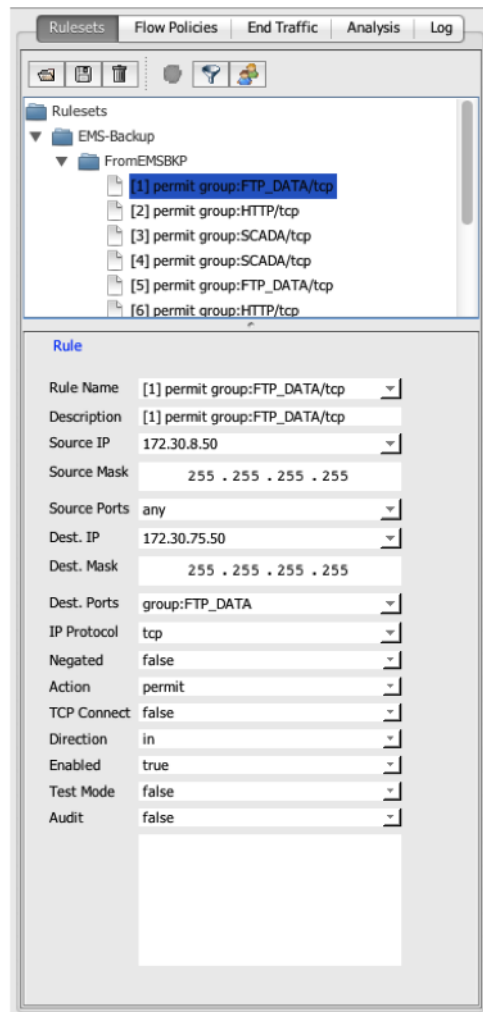 Rulesets Flow Policies End Traffic Analysis Log
Rulesets
EMS-Backup
FromEMSBKP
[1] permit group:FTP_DATA/tcp
[2] permit group:HTTP/tcp
[3] permit group:SCADA/tcp
[4] permit group:SCADA/tcp
[5] permit group:FTP_DATA/tcp
[6] permit group:HTTP/tcp
Rule
Rule Name [1] permit group:FTP_DATA/tcp
Description [1] permit group:FTP_DATA/tcp
Source IP 172.30.8.50
Source Mask 255 . 255 . 255 . 255
Source Ports any
Dest. IP 172.30.75.50
Dest. Mask 255 . 255 . 255 . 255
Dest. Ports group:FTP_DATA
IP Protocol tcp
Negated false
Action permit
TCP Connect false
Direction in
Enabled true
Test Mode false
Audit false